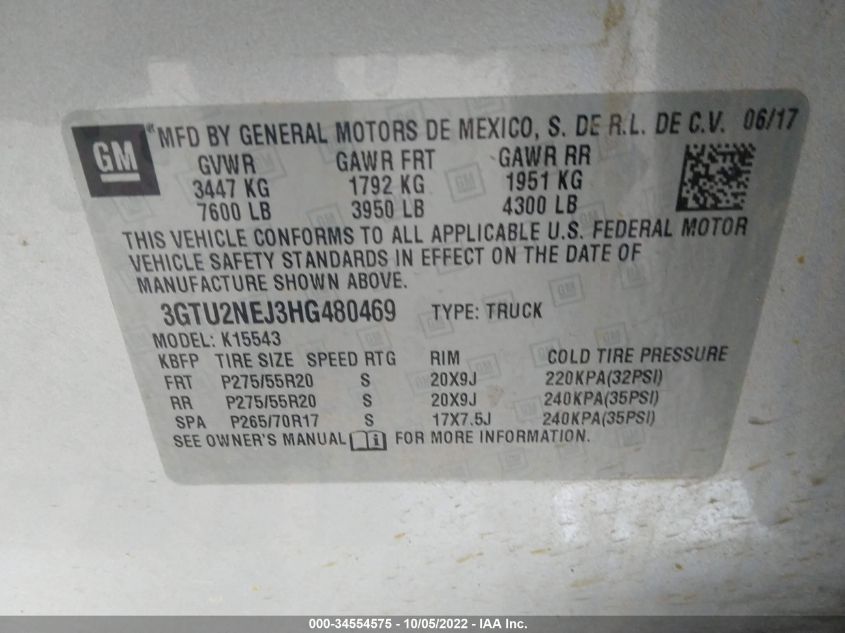 GM
MFD BY GENERAL MOTORS DE MEXICO, S. DE R.L. DE C.V. 06/17
GVWR GAWR FRT GAWR RR
3447 KG 1792 KG 1951 KG
7600 LB 3950 LB 4300 LB
THIS VEHICLE CONFORMS TO ALL APPLICABLE U.S. FEDERAL MOTOR
VEHICLE SAFETY STANDARDS IN EFFECT ON THE DATE OF
MANUFACTURE SHOWN ABOVE.
3GTU2NEJ3HG480469 TYPE: TRUCK
MODEL: K15543
KBFP TIRE SIZE SPEED RTG RIM COLD TIRE PRESSURE
FRT P275/55R20 S 20X9J 220KPA(32PSI)
RR P275/55R20 S 20X9J 240KPA(35PSI)
SPA P265/70R17 S 17X7.5J 240KPA(35PSI)
SEE OWNER'S MANUAL FOR MORE INFORMATION.
000-34554575 - 10/05/2022 - IAA Inc.